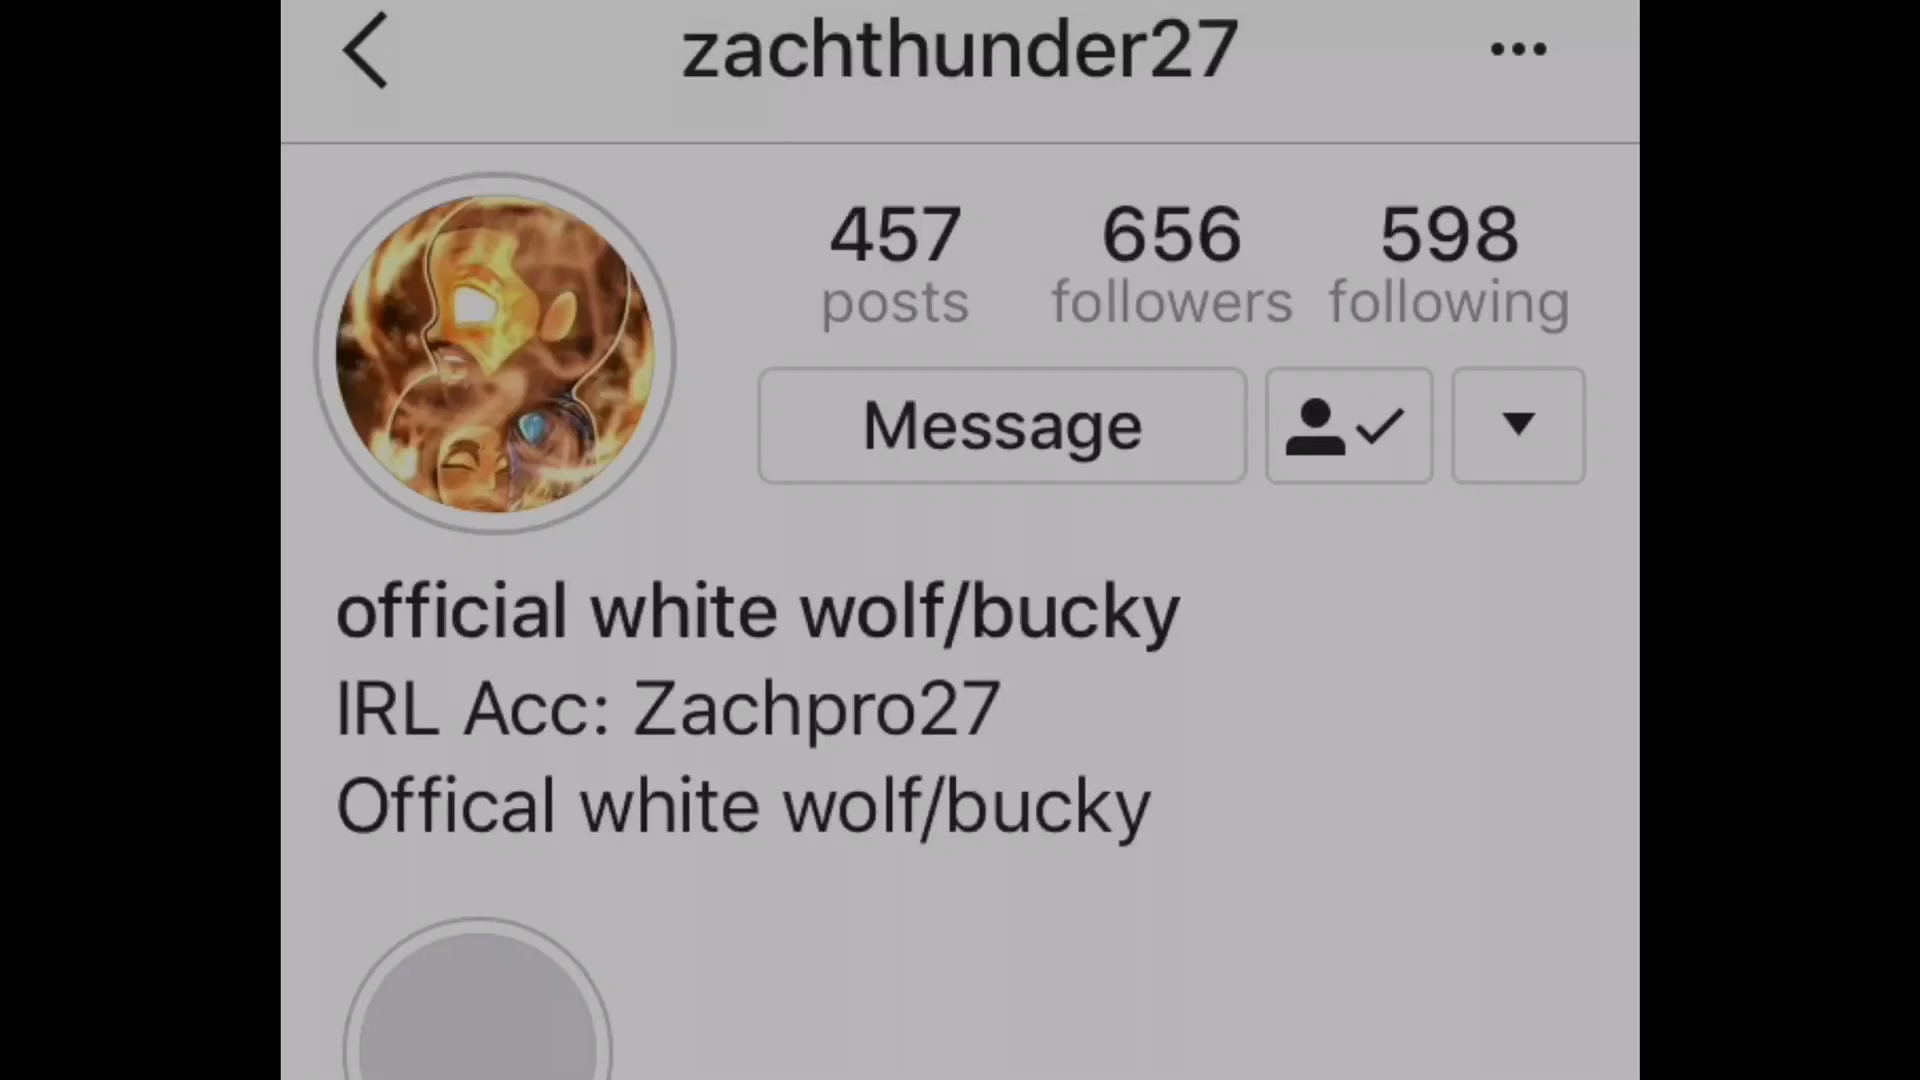 zachthunder27
457 656 598
posts followers following
Message
official white wolf/bucky
IRL Acc: Zachpro27
Offical white wolf/bucky